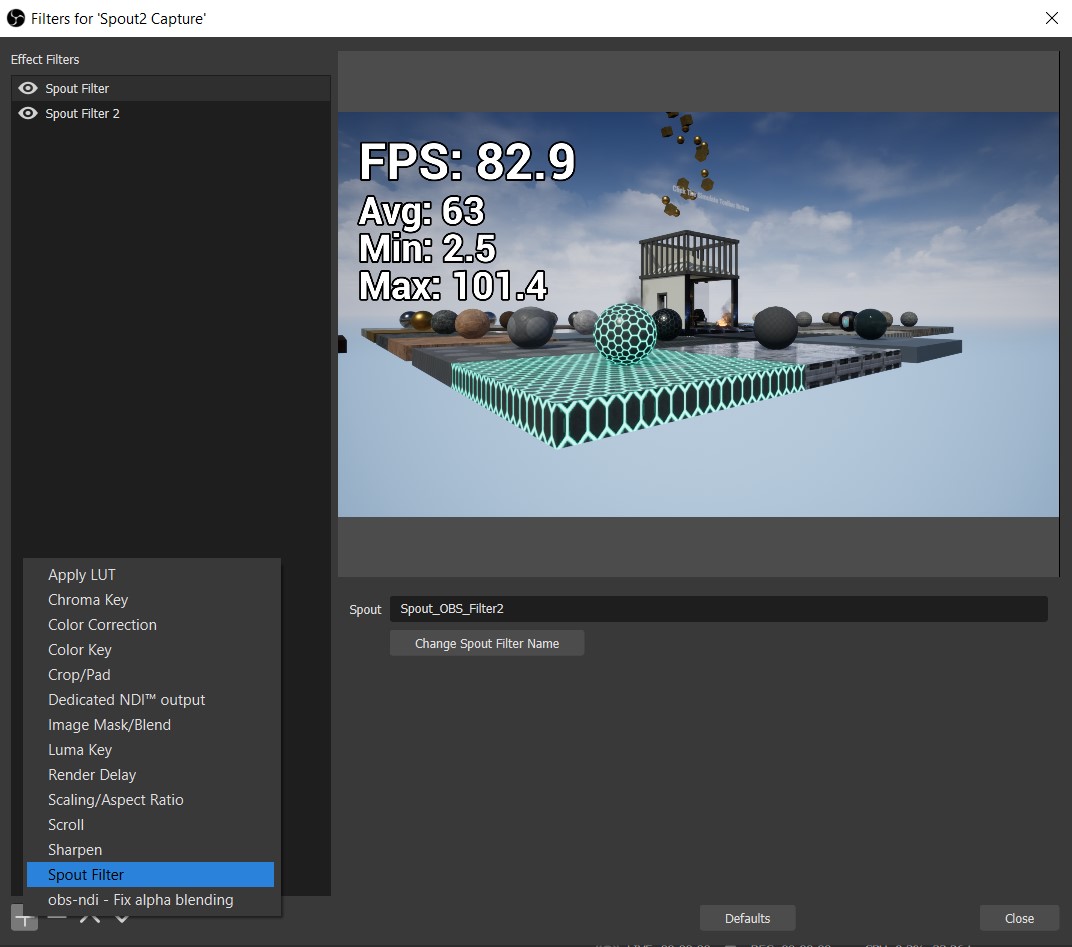 Filters for 'Spout2 Capture'
Effect Filters
Spout Filter
Spout Filter 2
FPS: 82.9
Avg: 63
Min: 2.5
Max: 101.4
Spout
Spout_OBS_Filter2
Change Spout Filter Name
Apply LUT
Chroma Key
Color Correction
Color Key
Crop/Pad
Dedicated NDI™ output
Image Mask/Blend
Luma Key
Render Delay
Scaling/Aspect Ratio
Scroll
Sharpen
Spout Filter
obs-ndi - Fix alpha blending
Defaults
Close